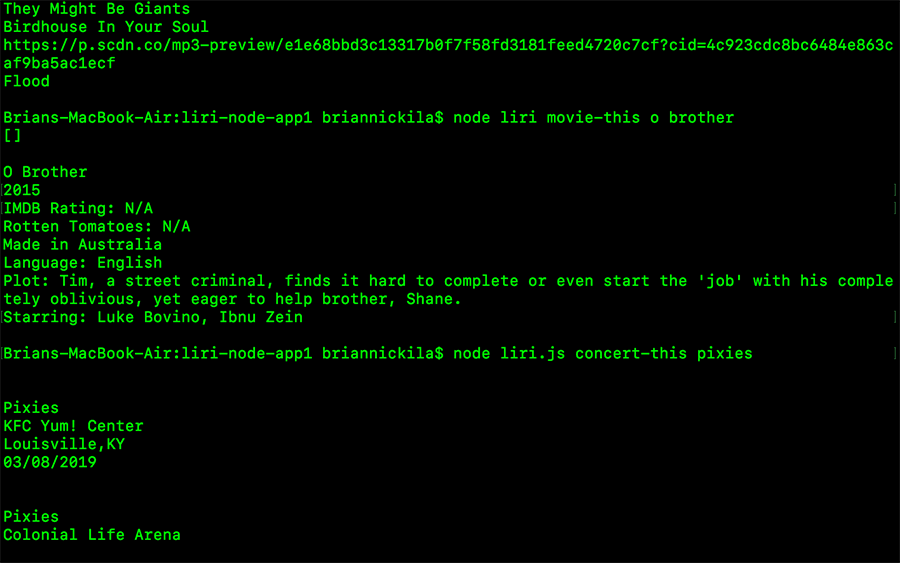 They Might Be Giants
Birdhouse In Your Soul
https://p.scdn.co/mp3-preview/e1e68bbd3c13317b0f7f58fd3181feed4720c7cf?cid=4c923cdc8bc6484e863c
af9ba5ac1ecf
Flood
Brians-MacBook-Air:liri-node-app1 briannickila$ node liri movie-this o brother
[]
O Brother
2015
IMDB Rating: N/A
Rotten Tomatoes: N/A
Made in Australia
Language: English
Plot: Tim, a street criminal, finds it hard to complete or even start the 'job' with his comple
tely oblivious, yet eager to help brother, Shane.
Starring: Luke Bovino, Ibnu Zein
Brians-MacBook-Air:liri-node-app1 briannickila$ node liri.js concert-this pixies
Pixies
KFC Yum! Center
Louisville,KY
03/08/2019
Pixies
Colonial Life Arena